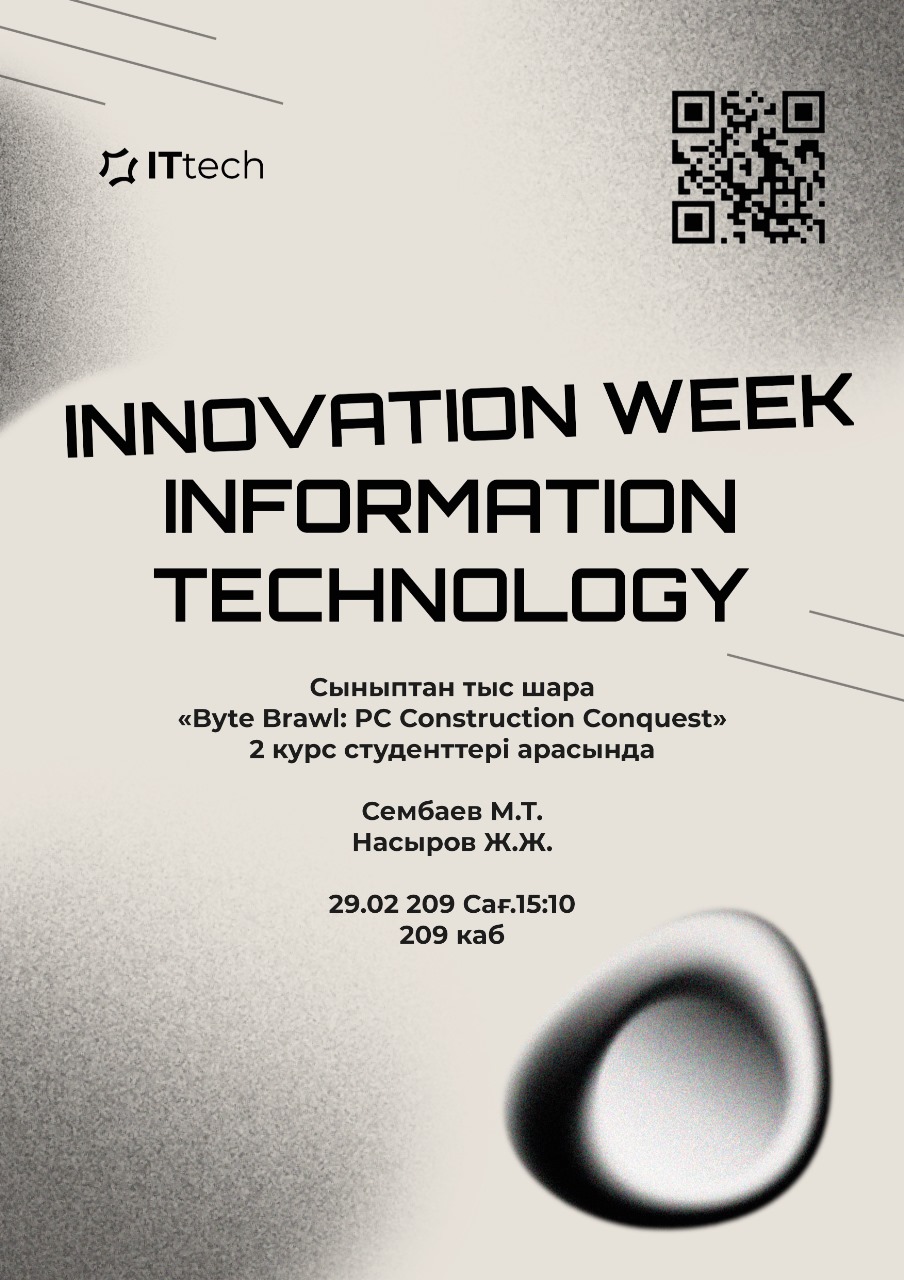 ITtech
INNOVATION WEEK
INFORMATION
TECHNOLOGY
Сыныптан тыс шара
«Byte Brawl: PC Construction Conquest»
2 курс студенттері арасында
Сембаев М.Т.
Насыров Ж.Ж.
29.02 209 Сағ.15:10
209 каб